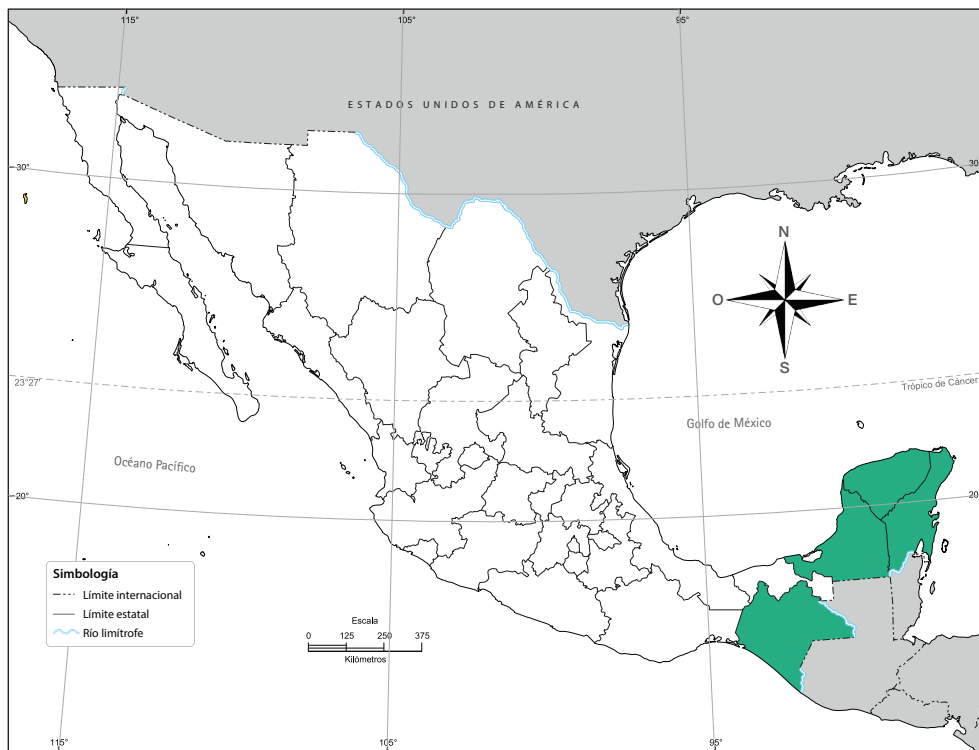 115°
105°
95°
ESTADOS UNIDOS DE AMÉRICA
30°
30
N
O
E
S
23°27'
Trópico de Cáncer
Golfo de México
Océano Pacífico
20°
20
Simbología
Límite internacional
Límite estatal
Río limítrofe
Escala
0 125 250 375
Kilómetros
115°
105°
95°